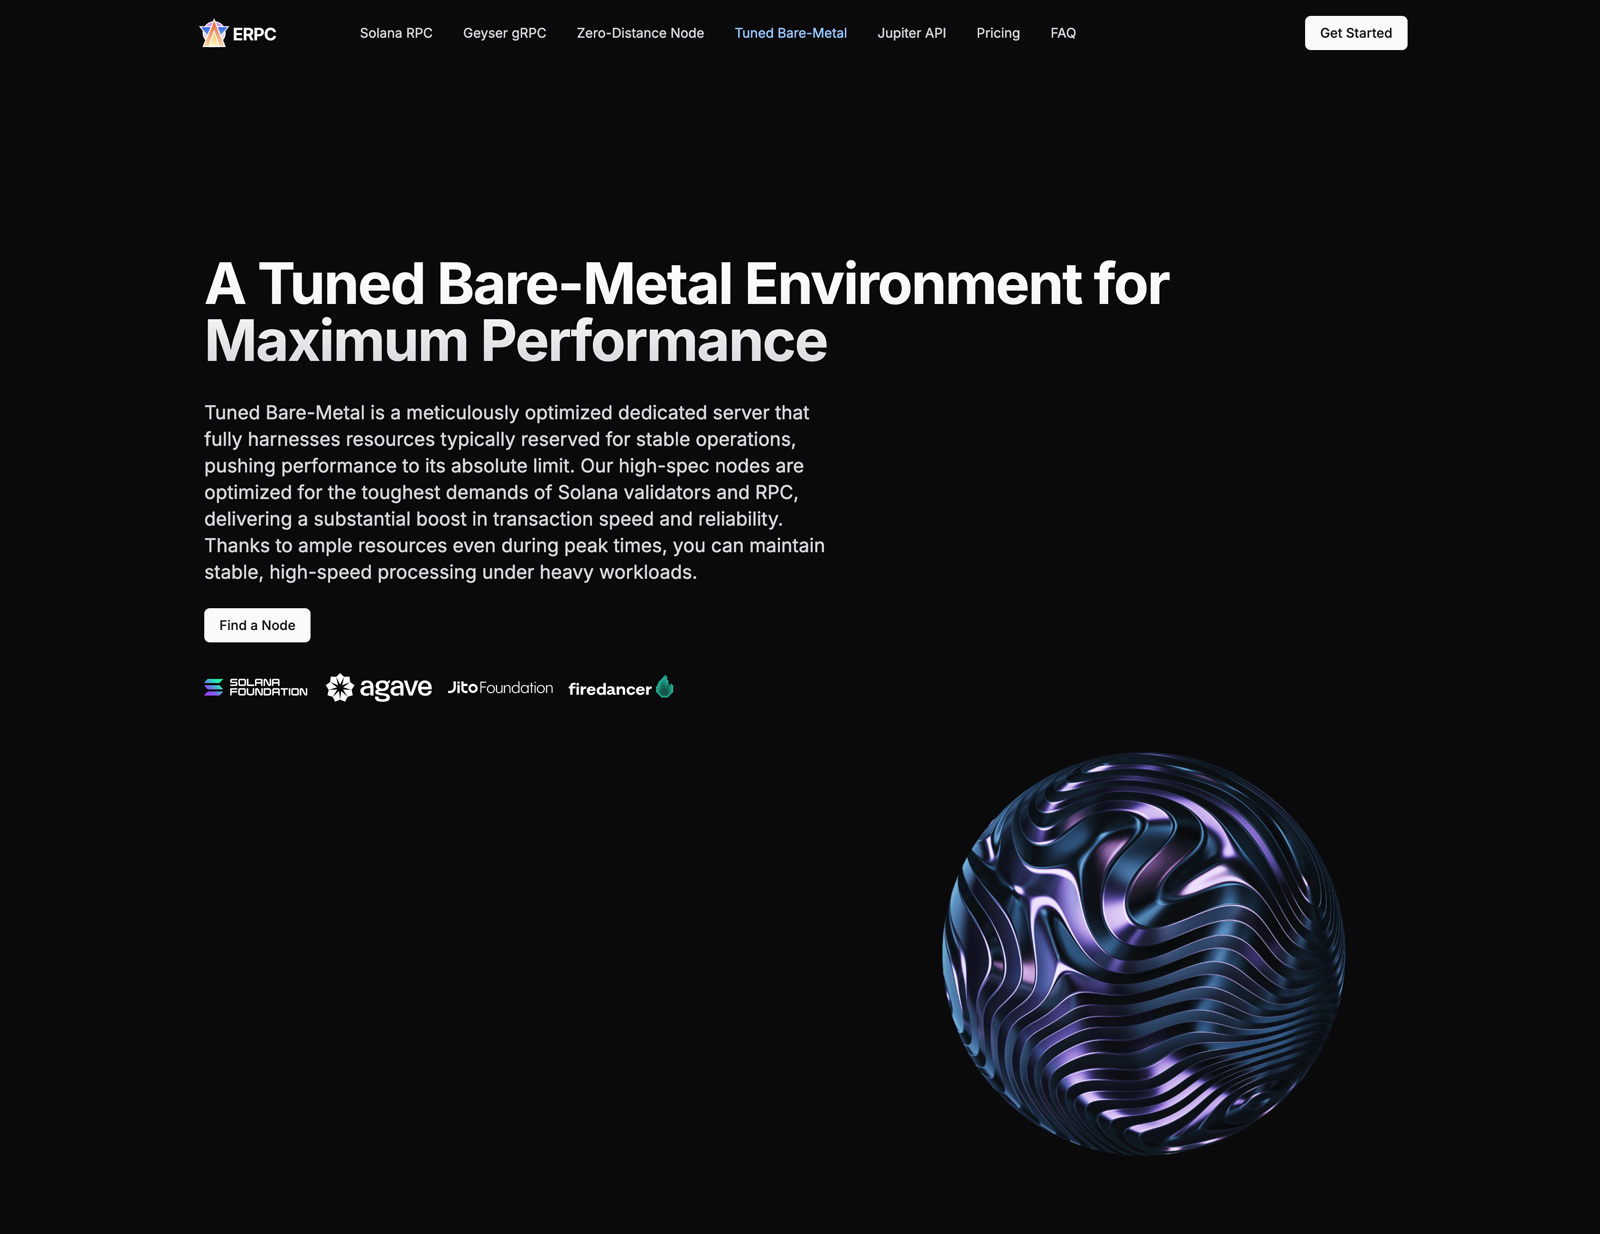 ERPC
Solana RPC
Geyser gRPC
Zero-Distance Node
Tuned Bare-Metal
Jupiter API
Pricing
FAQ
Get Started
A Tuned Bare-Metal Environment for
Maximum Performance
Tuned Bare-Metal is a meticulously optimized dedicated server that
fully harnesses resources typically reserved for stable operations,
pushing performance to its absolute limit. Our high-spec nodes are
optimized for the toughest demands of Solana validators and RPC,
delivering a substantial boost in transaction speed and reliability.
Thanks to ample resources even during peak times, you can maintain
stable, high-speed processing under heavy workloads.
Find a Node
SOLANA
FOUNDATION
agave
Jito Foundation
firedancer